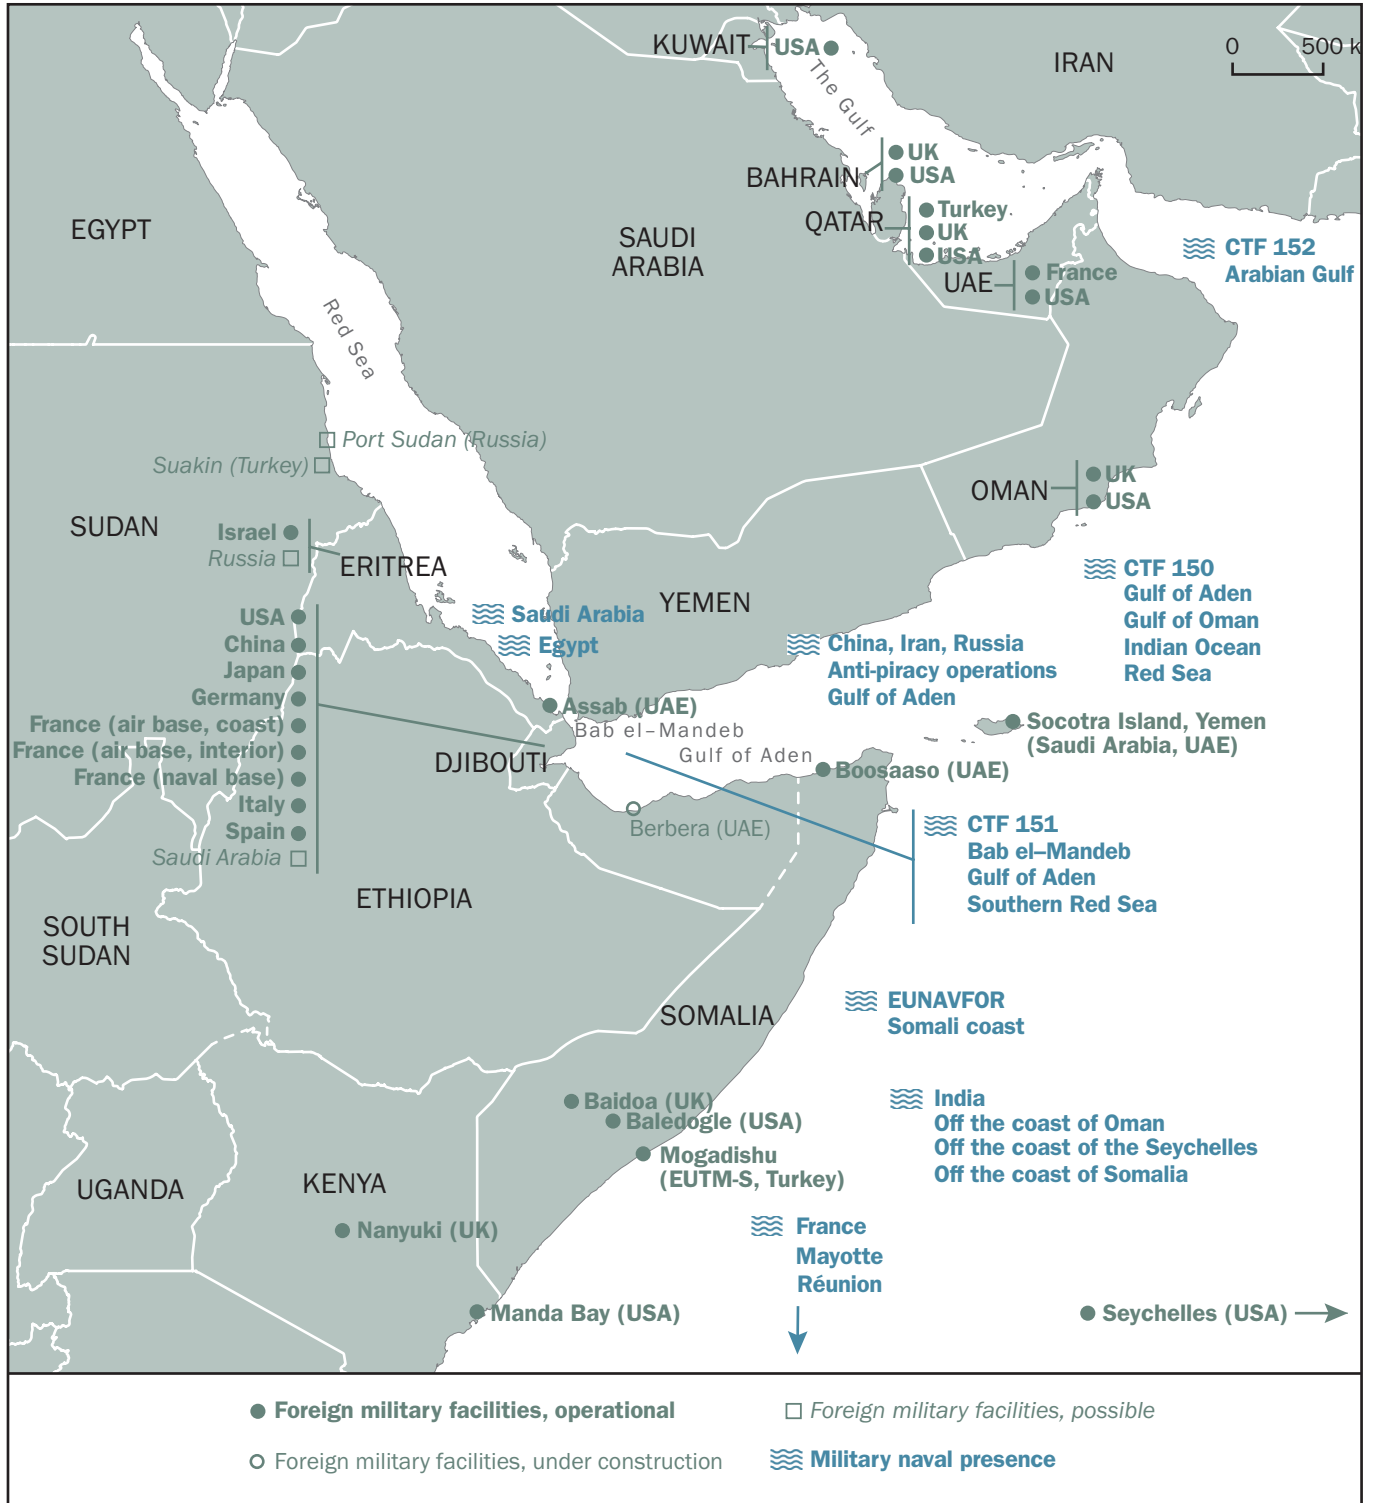 KUWAIT
USA
IRAN
0 500 k
The Gulf
UK
BAHRAIN
USA
QATAR
Turkey
UK
USA
EGYPT
SAUDI
ARABIA
UAE
France
USA
CTF 152
Arabian Gulf
Red Sea
Port Sudan (Russia)
Suakin (Turkey)
OMAN
UK
USA
SUDAN
Israel
Russia
ERITREA
YEMEN
CTF 150
Gulf of Aden
Gulf of Oman
Indian Ocean
Red Sea
Saudi Arabia
Egypt
China, Iran, Russia
Anti-piracy operations
Gulf of Aden
USA
China
Japan
Germany
France (air base, coast)
France (air base, interior)
France (naval base)
Italy
Spain
Saudi Arabia
DJIBOUTI
Assab (UAE)
Bab el–Mandeb
Gulf of Aden
Socotra Island, Yemen
(Saudi Arabia, UAE)
Boosaaso (UAE)
Berbera (UAE)
CTF 151
Bab el–Mandeb
Gulf of Aden
Southern Red Sea
ETHIOPIA
SOUTH
SUDAN
SOMALIA
EUNAVFOR
Somali coast
Baidoa (UK)
Baledogle (USA)
Mogadishu
(EUTM-S, Turkey)
India
Off the coast of Oman
Off the coast of the Seychelles
Off the coast of Somalia
UGANDA
KENYA
Nanyuki (UK)
France
Mayotte
Réunion
Manda Bay (USA)
Seychelles (USA)
Foreign military facilities, operational
Foreign military facilities, possible
Foreign military facilities, under construction
Military naval presence